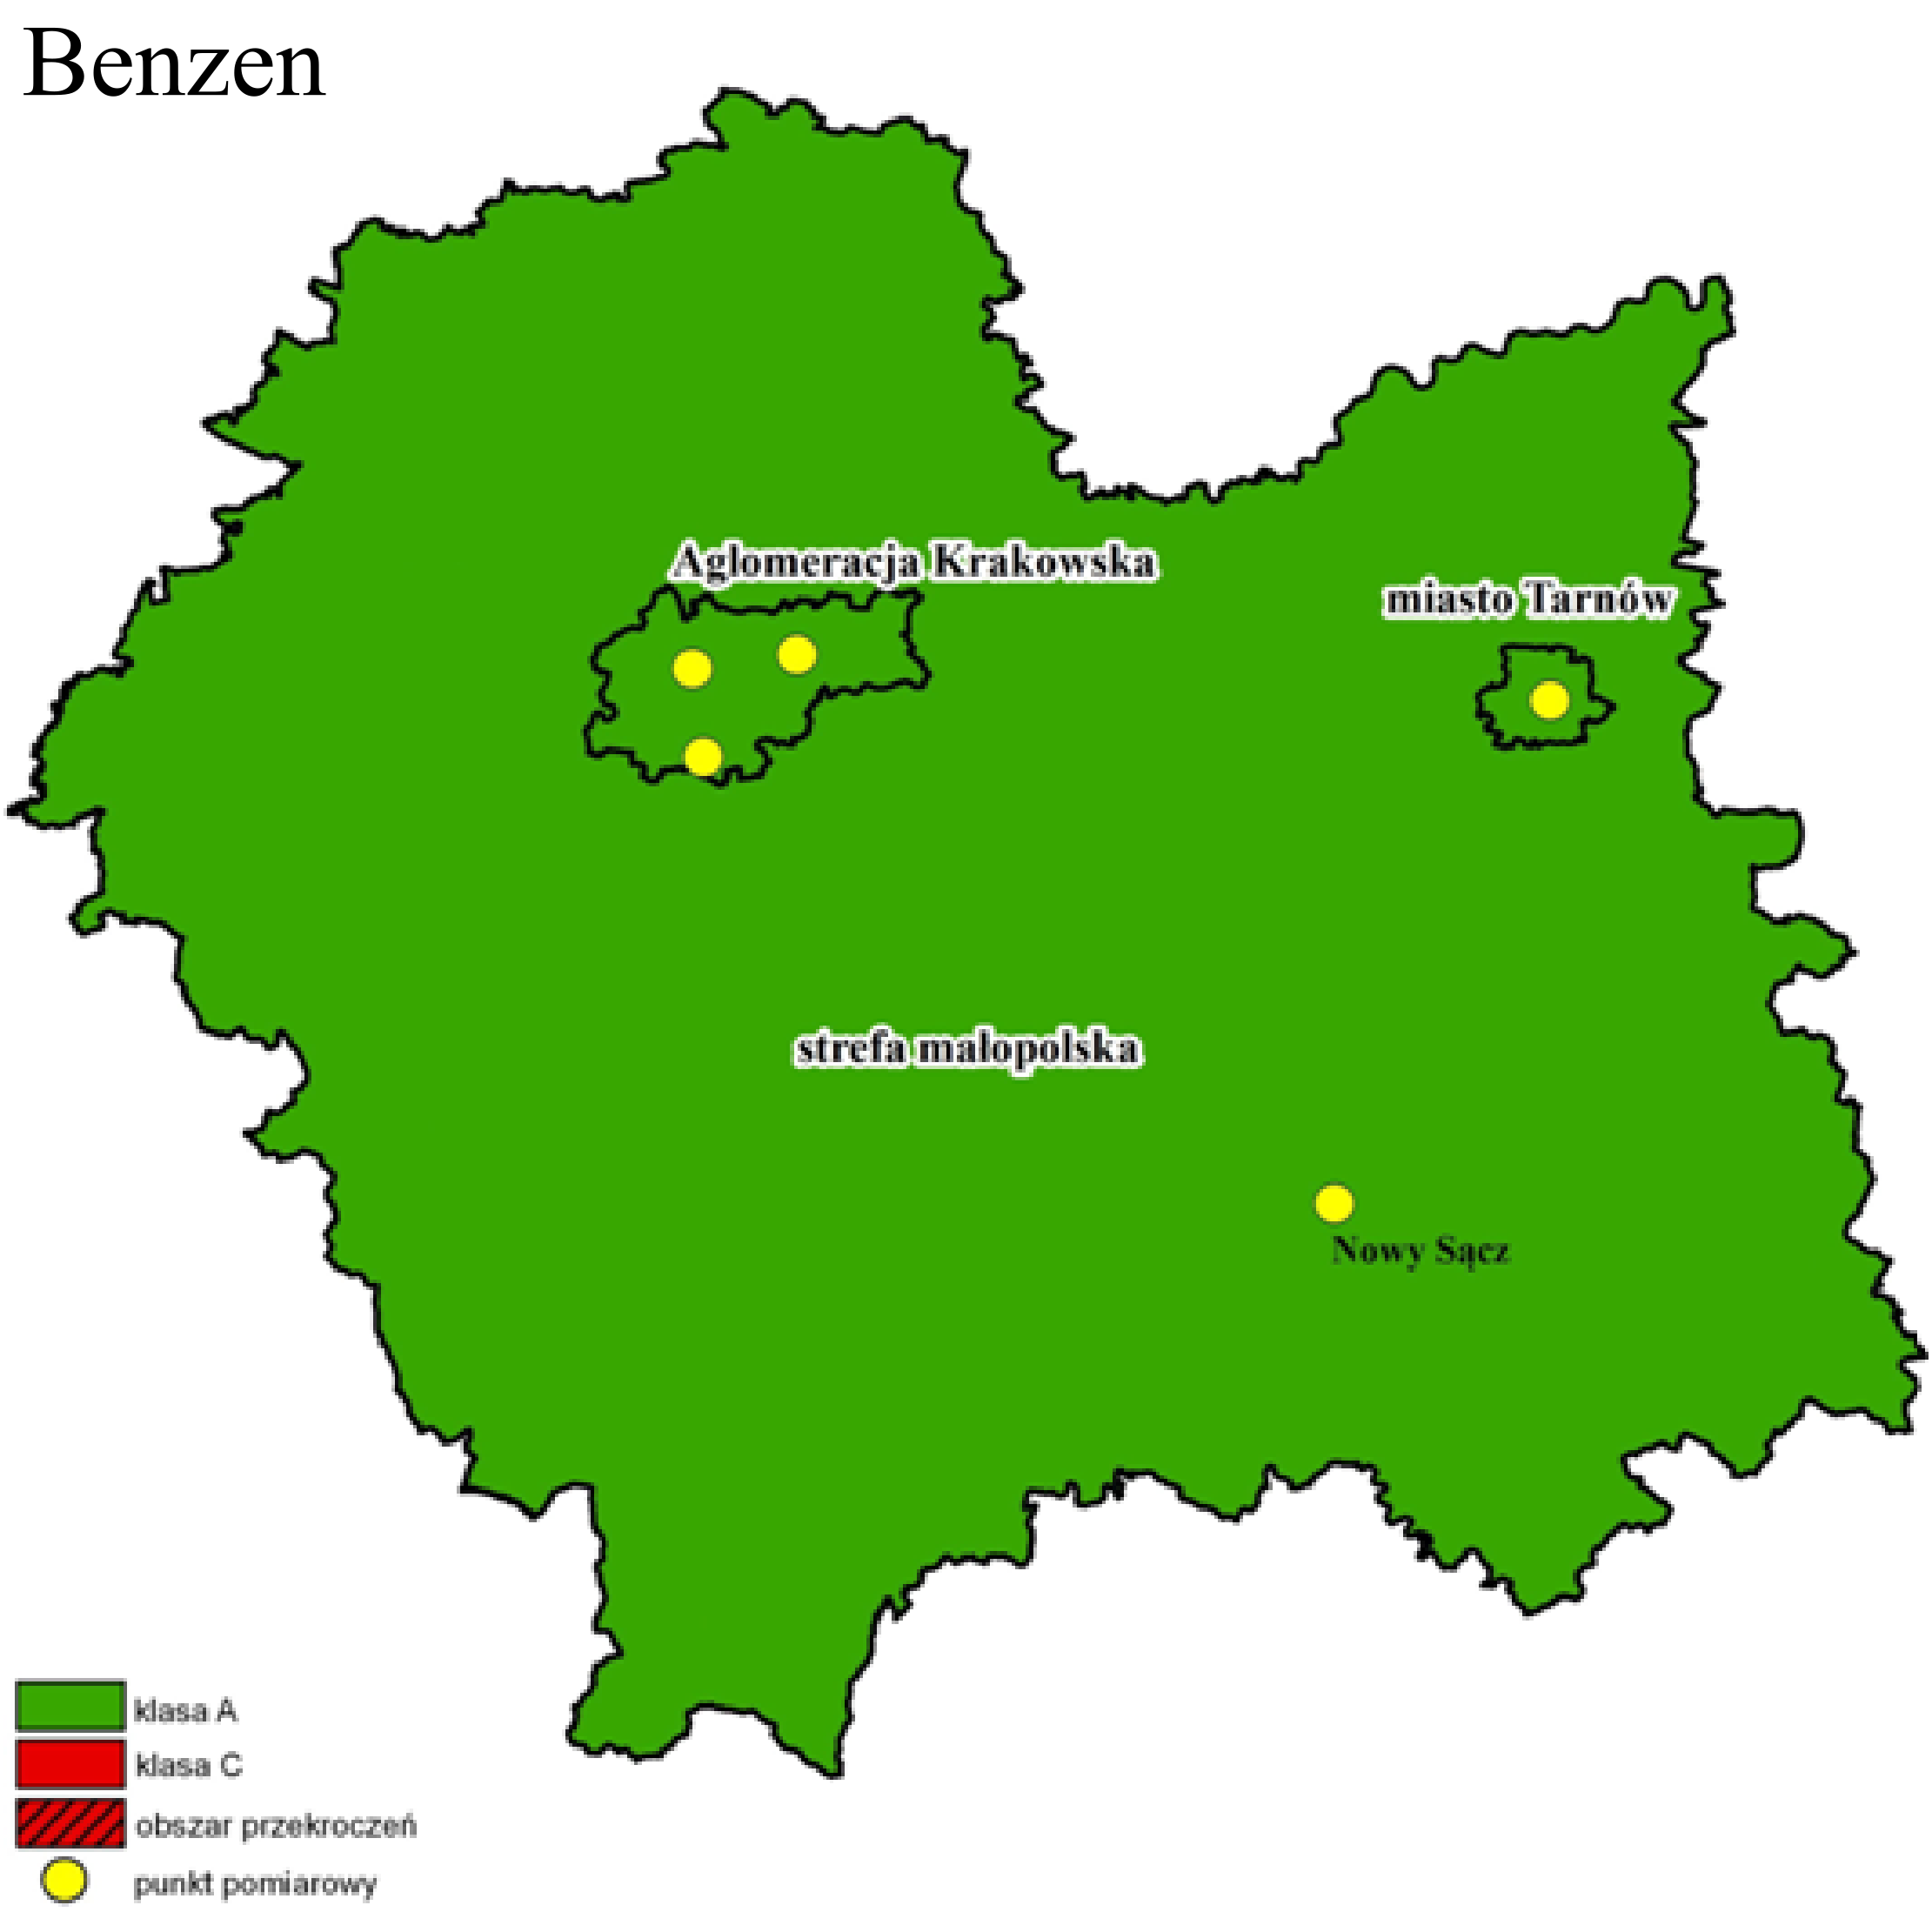 Benzen
Aglomeracja Krakowska
miasto Tarnów
strefa małopolska
Nowy Sącz
klasa A
klasa C
obszar przekroczeń
punkt pomiarowy